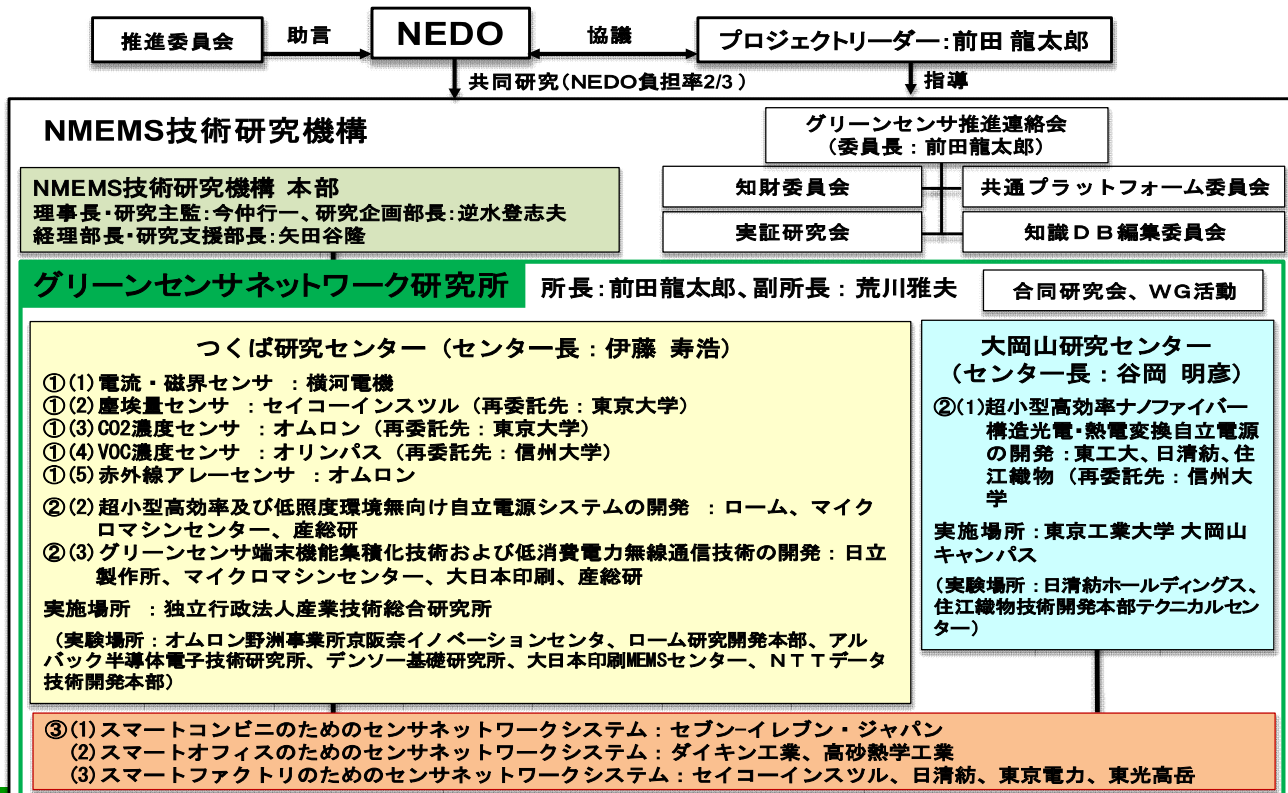 推進委員会
助言
NEDO
協議
プロジェクトリーダー：前田 龍太郎
共同研究（NEDO負担率2/3 ）
指導
NMEMS技術研究機構
グリーンセンサ推進連絡会
（委員長：前田龍太郎）
知財委員会
共通プラットフォーム委員会
実証研究会
知識ＤＢ編集委員会
NMEMS技術研究機構 本部
理事長・研究主監：今仲行一、研究企画部長：逆水登志夫
経理部長・研究支援部長：矢田谷隆
グリーンセンサネットワーク研究所
所長：前田龍太郎、副所長：荒川雅夫
合同研究会、ＷＧ活動
つくば研究センター（センター長：伊藤 寿浩）
①(1)電流・磁界センサ ：横河電機
①(2)塵埃量センサ ：セイコーインスツル（再委託先：東京大学）
①(3)CO2濃度センサ ：オムロン（再委託先：東京大学）
①(4)VOC濃度センサ ：オリンパス（再委託先：信州大学）
①(5)赤外線アレーセンサ ：オムロン
②(2)超小型高効率及び低照度環境無向け自立電源システムの開発 ：ローム、マイク
ロマシンセンター、産総研
②(3)グリーンセンサ端末機能集積化技術および低消費電力無線通信技術の開発：日立
製作所、マイクロマシンセンター、大日本印刷、産総研
実施場所 ：独立行政法人産業技術総合研究所
（実験場所：オムロン野洲事業所京阪奈イノベーションセンタ、ローム研究開発本部、アル
バック半導体電子技術研究所、デンソー基礎研究所、大日本印刷MEMSセンター、ＮＴＴデータ
技術開発本部）
大岡山研究センター
（センター長：谷岡 明彦）
②(1)超小型高効率ナノファイバー
構造光電・熱電変換自立電源
の開発：東工大、日清紡、住
江織物（再委託先：信州大
学
実施場所：東京工業大学 大岡山
キャンパス
（実験場所：日清紡ホールディングス、
住江織物技術開発本部テクニカルセン
ター）
③(1)スマートコンビニのためのセンサネットワークシステム：セブン-イレブン・ジャパン
(2)スマートオフィスのためのセンサネットワークシステム：ダイキン工業、高砂熱学工業
(3)スマートファクトリのためのセンサネットワークシステム：セイコーインスツル、日清紡、東京電力、東光高岳